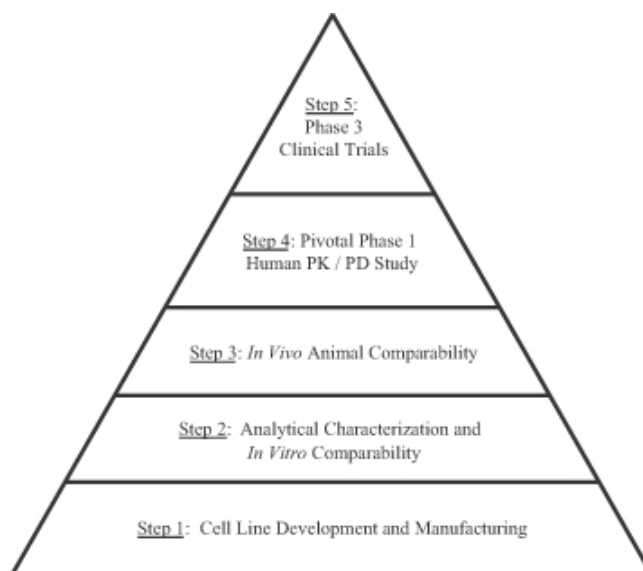 Step 5:
Phase 3
Clinical Trials
Step 4: Pivotal Phase 1
Human PK / PD Study
Step 3: In Vivo Animal Comparability
Step 2: Analytical Characterization and
In Vitro Comparability
Step 1: Cell Line Development and Manufacturing